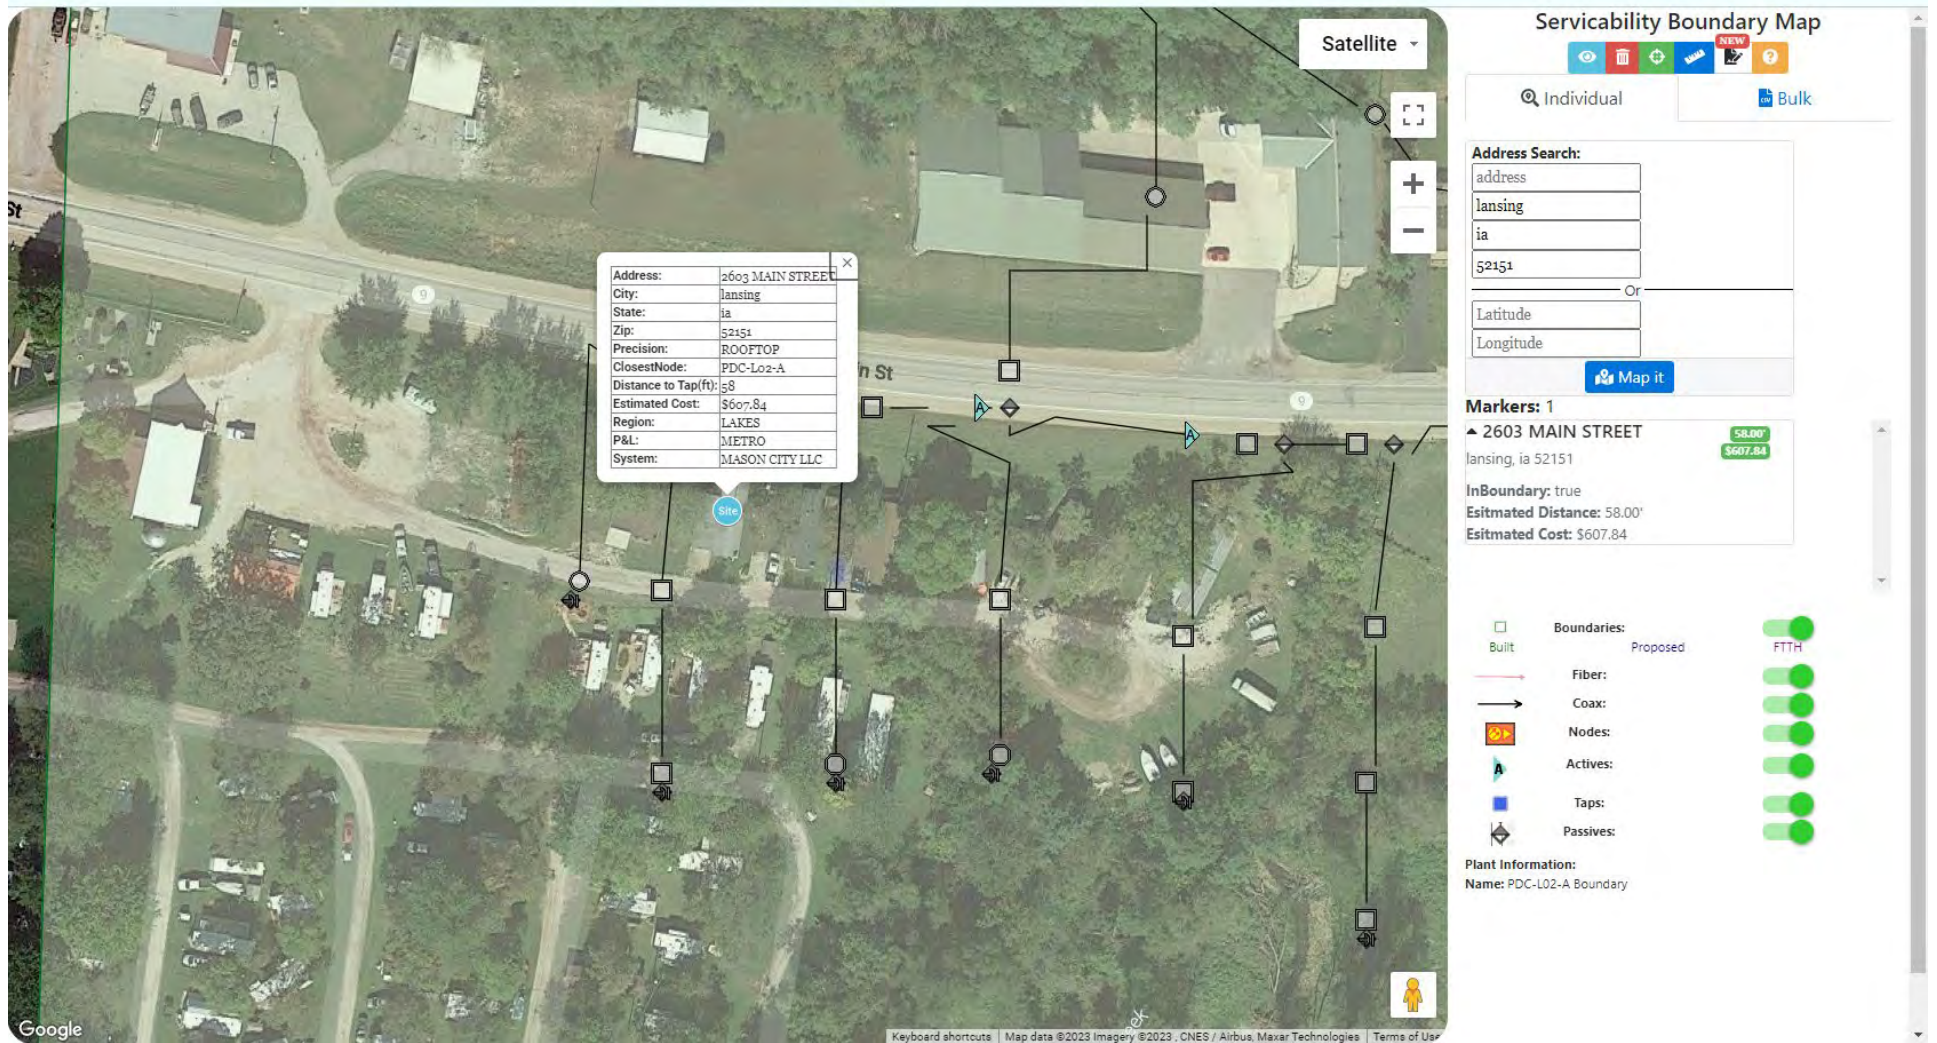 Satellite
St
9
in St
9
Address: 2603 MAIN STREET
City: lansing
State: ia
Zip: 52151
Precision: ROOFTOP
ClosestNode: PDC-L02-A
Distance to Tap(ft): 58
Estimated Cost: $607.84
Region: LAKES
P&L: METRO
System: MASON CITY LLC
Site
A
A
eek
Google
Keyboard shortcuts
Map data ©2023 Imagery ©2023 , CNES / Airbus, Maxar Technologies
Terms of Use
Servicability Boundary Map
NEW
Individual
Bulk
Address Search:
address
lansing
ia
52151
Or
Latitude
Longitude
Map it
Markers: 1
2603 MAIN STREET 58.00'
$607.84
lansing, ia 52151
InBoundary: true
Esitmated Distance: 58.00'
Esitmated Cost: $607.84
Boundaries:
Built Proposed FTTH
Fiber:
Coax:
Nodes:
A Actives:
Taps:
Passives:
Plant Information:
Name: PDC-L02-A Boundary